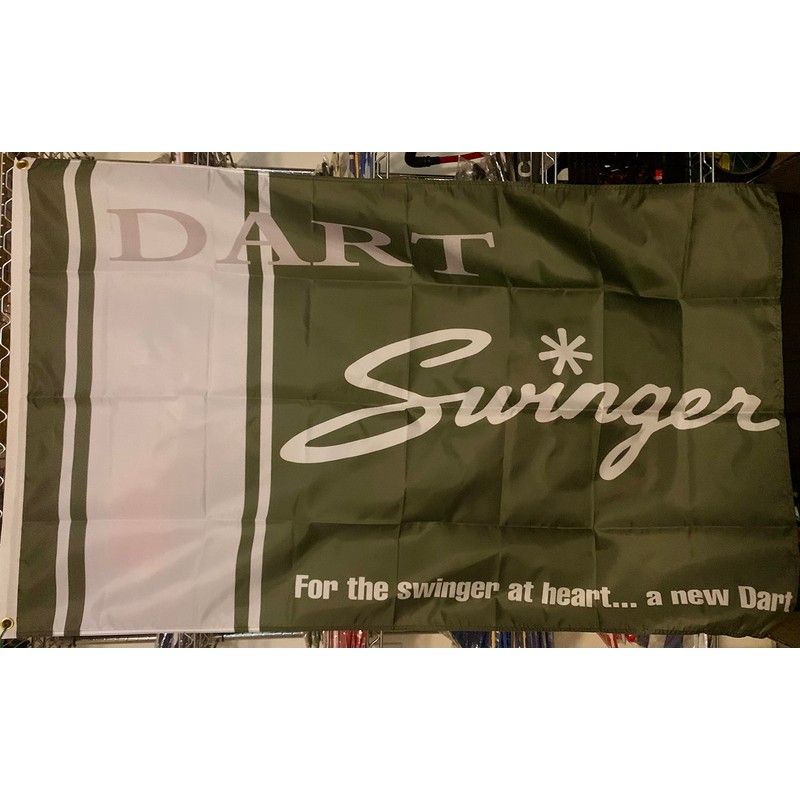 DART
Swinger
For the swinger at heart... a new Dart